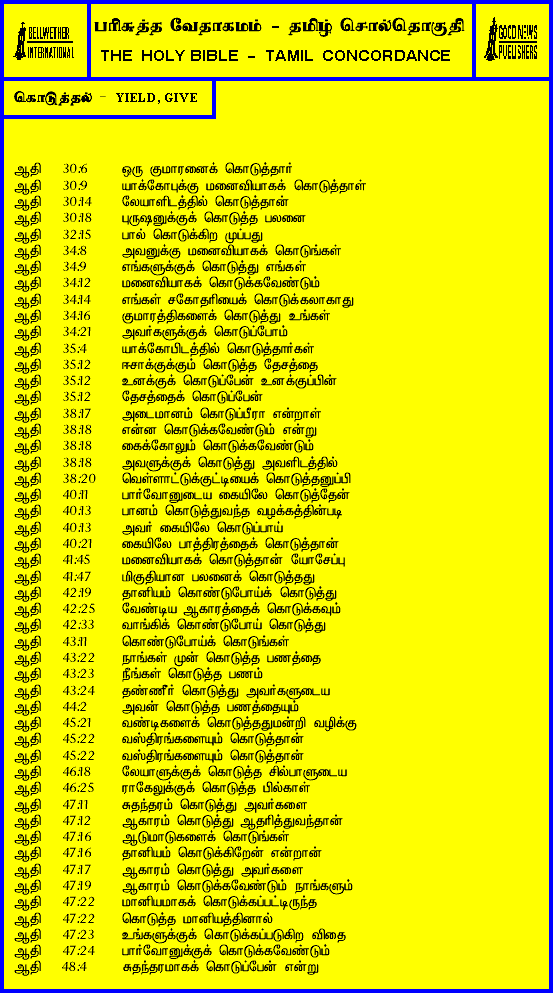 BELLWETHER
INTERNATIONAL
பரிசுத்த வேதாகமம் – தமிழ் சொல்தொகுதி
THE HOLY BIBLE – TAMIL CONCORDANCE
GOOD NEWS
PUBLISHERS
கொடுத்தல் – YIELD, GIVE
ஆதி 30:6 ஒரு குமாரனைக் கொடுத்தார்
ஆதி 30:9 யாக்கோபுக்கு மனைவியாகக் கொடுத்தாள்
ஆதி 30:14 லேயாளிடத்தில் கொடுத்தான்
ஆதி 30:18 புருஷனுக்குக் கொடுத்த பலனை
ஆதி 32:15 பால் கொடுக்கிற முப்பது
ஆதி 34:8 அவனுக்கு மனைவியாகக் கொடுங்கள்
ஆதி 34:9 எங்களுக்குக் கொடுத்து எங்கள்
ஆதி 34:12 மனைவியாகக் கொடுக்கவேண்டும்
ஆதி 34:14 எங்கள் சகோதரியைக் கொடுக்கலாகாது
ஆதி 34:16 குமாரத்திகளைக் கொடுத்து உங்கள்
ஆதி 34:21 அவர்களுக்குக் கொடுப்போம்
ஆதி 35:4 யாக்கோபிடத்தில் கொடுத்தார்கள்
ஆதி 35:12 ஈசாக்குக்கும் கொடுத்த தேசத்தை
ஆதி 35:12 உனக்குக் கொடுப்பேன் உனக்குப்பின்
ஆதி 35:12 தேசத்தைக் கொடுப்பேன்
ஆதி 38:17 அடைமானம் கொடுப்பீரா என்றாள்
ஆதி 38:18 என்ன கொடுக்கவேண்டும் என்று
ஆதி 38:18 கைக்கோலும் கொடுக்கவேண்டும்
ஆதி 38:18 அவளுக்குக் கொடுத்து அவளிடத்தில்
ஆதி 38:20 வெள்ளாட்டுக்குட்டியைக் கொடுத்தனுப்பி
ஆதி 40:11 பார்வோனுடைய கையிலே கொடுத்தேன்
ஆதி 40:13 பானம் கொடுத்துவந்த வழக்கத்தின்படி
ஆதி 40:13 அவர் கையிலே கொடுப்பாய்
ஆதி 40:21 கையிலே பாத்திரத்தைக் கொடுத்தான்
ஆதி 41:45 மனைவியாகக் கொடுத்தான் யோசேப்பு
ஆதி 41:47 மிகுதியான பலனைக் கொடுத்தது
ஆதி 42:19 தானியம் கொண்டுபோய்க் கொடுத்து
ஆதி 42:25 வேண்டிய ஆகாரத்தைக் கொடுக்கவும்
ஆதி 42:33 வாங்கிக் கொண்டுபோய் கொடுத்து
ஆதி 43:11 கொண்டுபோய்க் கொடுங்கள்
ஆதி 43:22 நாங்கள் முன் கொடுத்த பணத்தை
ஆதி 43:23 நீங்கள் கொடுத்த பணம்
ஆதி 43:24 தண்ணீர் கொடுத்து அவர்களுடைய
ஆதி 44:2 அவன் கொடுத்த பணத்தையும்
ஆதி 45:21 வண்டிகளைக் கொடுத்ததுமன்றி வழிக்கு
ஆதி 45:22 வஸ்திரங்களையும் கொடுத்தான்
ஆதி 45:22 வஸ்திரங்களையும் கொடுத்தான்
ஆதி 46:18 லேயாளுக்குக் கொடுத்த சில்பாளுடைய
ஆதி 46:25 ராகேலுக்குக் கொடுத்த பில்காள்
ஆதி 47:11 சுதந்தரம் கொடுத்து அவர்களை
ஆதி 47:12 ஆகாரம் கொடுத்து ஆதரித்துவந்தான்
ஆதி 47:16 ஆடுமாடுகளைக் கொடுங்கள்
ஆதி 47:16 தானியம் கொடுக்கிறேன் என்றான்
ஆதி 47:17 ஆகாரம் கொடுத்து அவர்களை
ஆதி 47:19 ஆகாரம் கொடுக்கவேண்டும் நாங்களும்
ஆதி 47:22 மானியமாகக் கொடுக்கப்பட்டிருந்த
ஆதி 47:22 கொடுத்த மானியத்தினால்
ஆதி 47:23 உங்களுக்குக் கொடுக்கப்படுகிற விதை
ஆதி 47:24 பார்வோனுக்குக் கொடுக்கவேண்டும்
ஆதி 48:4 சுதந்தரமாகக் கொடுப்பேன் என்று